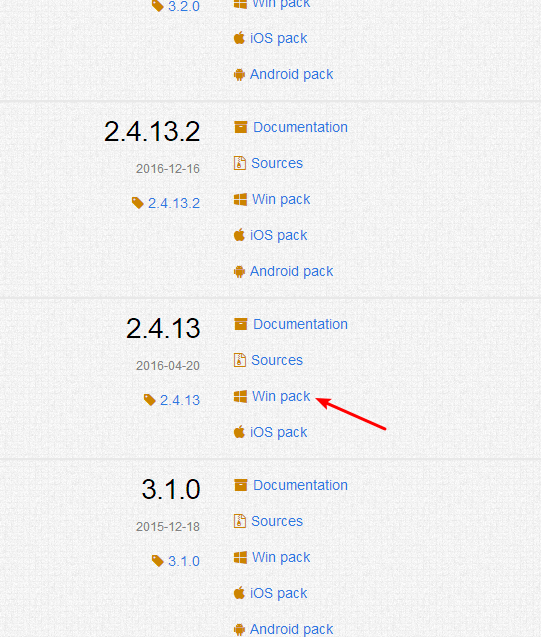 3.2.0
Win pack
iOS pack
Android pack
2.4.13.2
2016-12-16
2.4.13.2
Documentation
Sources
Win pack
iOS pack
Android pack
2.4.13
2016-04-20
2.4.13
Documentation
Sources
Win pack
iOS pack
3.1.0
2015-12-18
3.1.0
Documentation
Sources
Win pack
iOS pack
Android pack